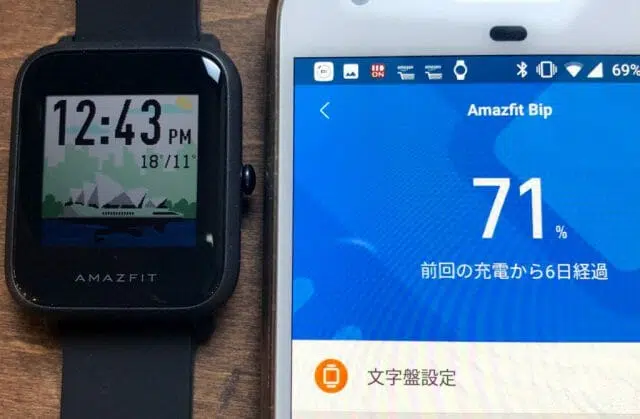 12:43 PM
18°/11°
AMAZFIT
69%
Amazfit Bip
71%
前回の充電から6日経過
文字盤設定